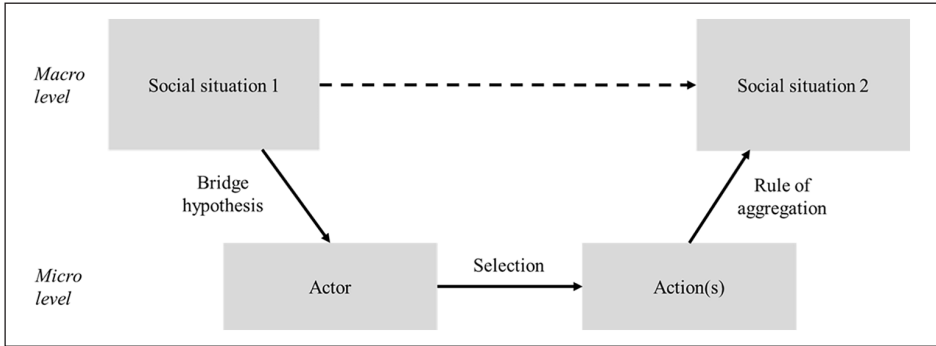 Macro
level
Social situation 1
Social situation 2
Bridge
hypothesis
Rule of
aggregation
Micro
level
Actor
Selection
Action(s)